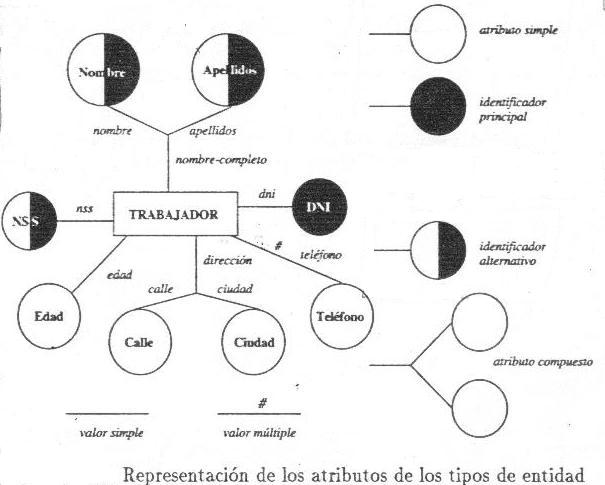 Nombre
Apellidos
nombre
apellidos
nombre-completo
NSS
nss
TRABAJADOR
dni
DNI
edad
dirección
#
teléfono
calle
ciudad
Edad
Calle
Ciudad
Teléfono
valor simple
#
valor múltiple
atributo simple
identificador
principal
identificador
alternativo
atributo compuesto
Representación de los atributos de los tipos de entidad